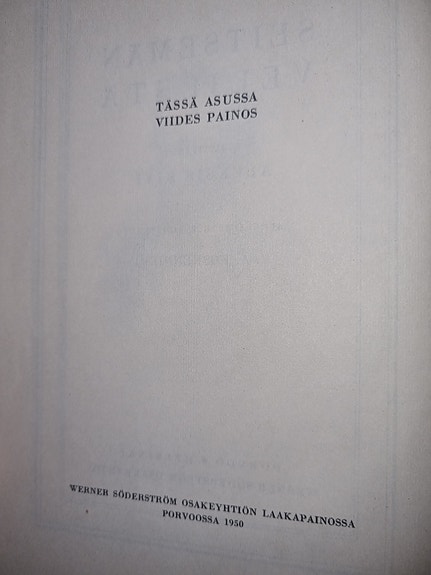 TÄSSÄ ASUSSA
VIIDES PAINOS
WERNER SÖDERSTRÖM OSAKEYHTIÖN LAAKAPAINOSSA
PORVOOSSA 1950